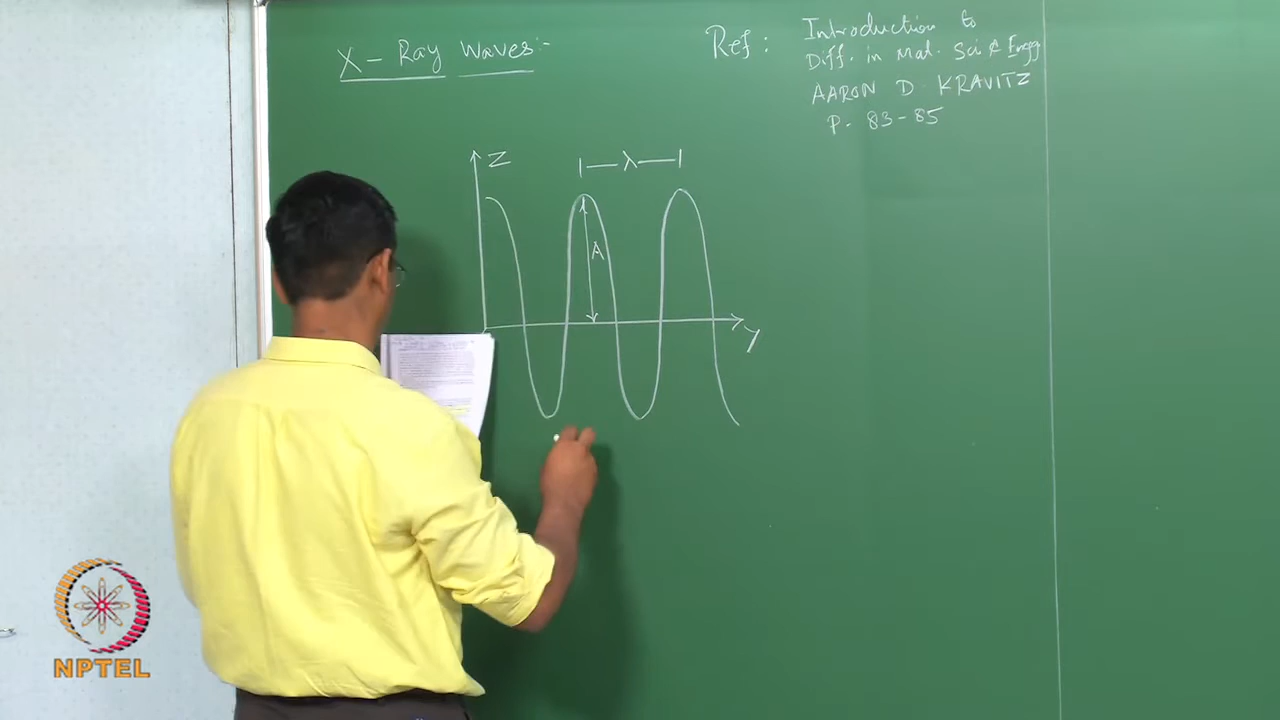 X - Ray Waves:-
Ref: Introduction to
Diff. in Mat. Sci & Engg
AARON D KRAVITZ
P. 83-85
Z
λ
A
Y
NPTEL